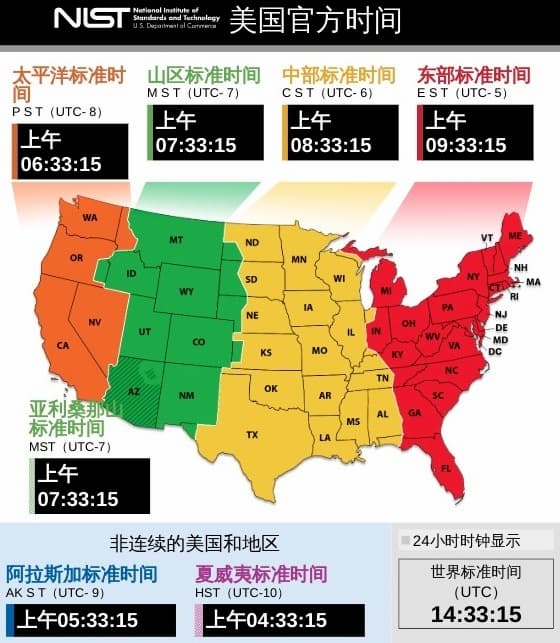 NIST
National Institute of
Standards and Technology
U.S. Department of Commerce
美国官方时间
太平洋标准时间
P S T（UTC- 8）
上午
06:33:15
山区标准时间
M S T（UTC- 7）
上午
07:33:15
中部标准时间
C S T（UTC- 6）
上午
08:33:15
东部标准时间
E S T（UTC- 5）
上午
09:33:15
WA
OR
CA
NV
MT
ID
WY
UT
CO
AZ
NM
ND
SD
NE
KS
OK
TX
MN
IA
MO
AR
LA
WI
IL
TN
MS
AL
MI
IN
OH
KY
WV
VA
NC
SC
GA
FL
PA
NY
VT
ME
NH
MA
CT
RI
NJ
DE
MD
DC
亚利桑那山
标准时间
MST（UTC-7）
上午
07:33:15
非连续的美国和地区
阿拉斯加标准时间
AK S T（UTC- 9）
上午05:33:15
夏威夷标准时间
HST（UTC-10）
上午04:33:15
24小时时钟显示
世界标准时间
（UTC）
14:33:15